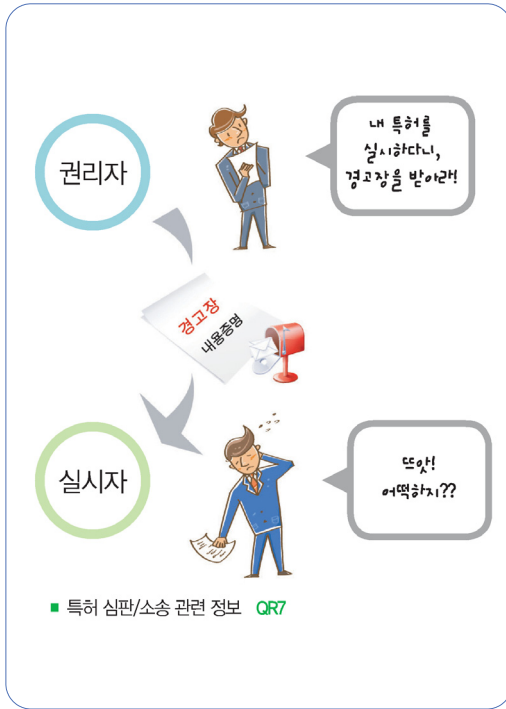 권리자
내 특허를
실시하다니,
경고장을 받아라!
경고장
내용증명
실시자
뜨앗!
어떡하지??
■ 특허 심판/소송 관련 정보 QR7